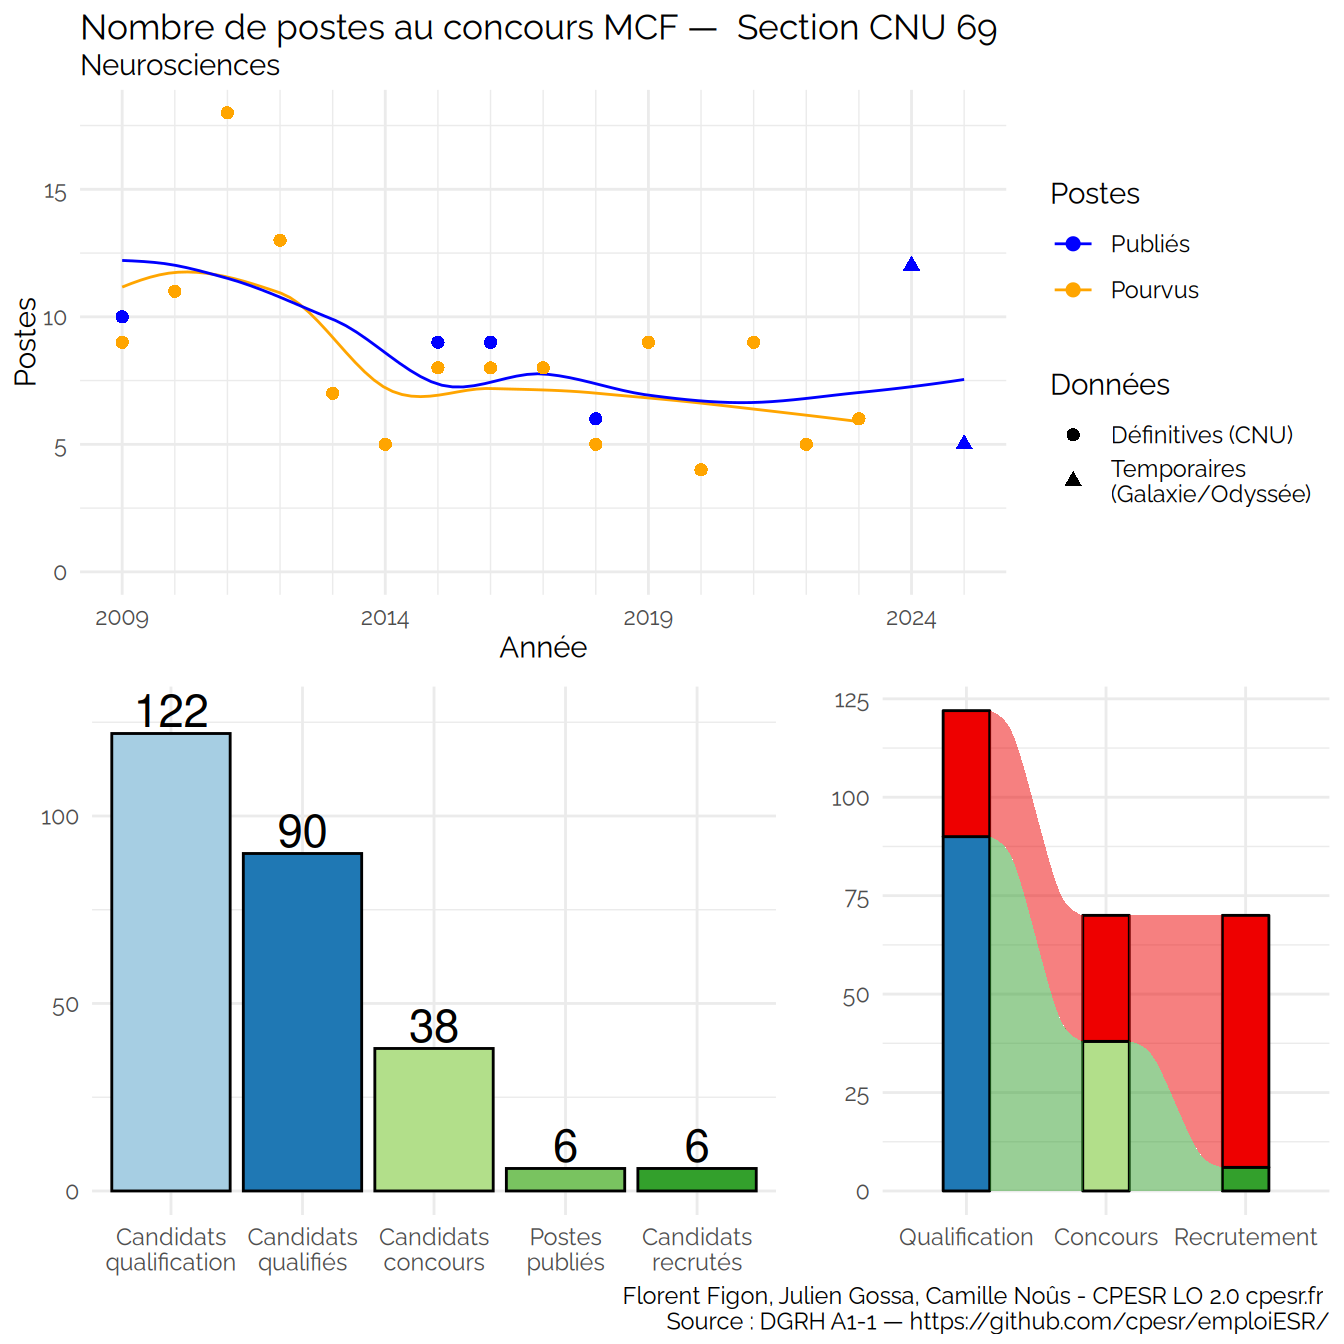 Nombre de postes au concours MCF — Section CNU 69
Neurosciences
Postes
15
10
5
0
2009
2014
2019
2024
Année
Postes
Publiés
Pourvus
Données
Définitives (CNU)
Temporaires
(Galaxie/Odyssée)
122
90
38
6
6
100
50
0
Candidats
qualification
Candidats
qualifiés
Candidats
concours
Postes
publiés
Candidats
recrutés
125
100
75
50
25
0
Qualification
Concours
Recrutement
Florent Figon, Julien Gossa, Camille Noûs - CPESR LO 2.0 cpesr.fr
Source : DGRH A1-1 — https://github.com/cpesr/emploiESR/